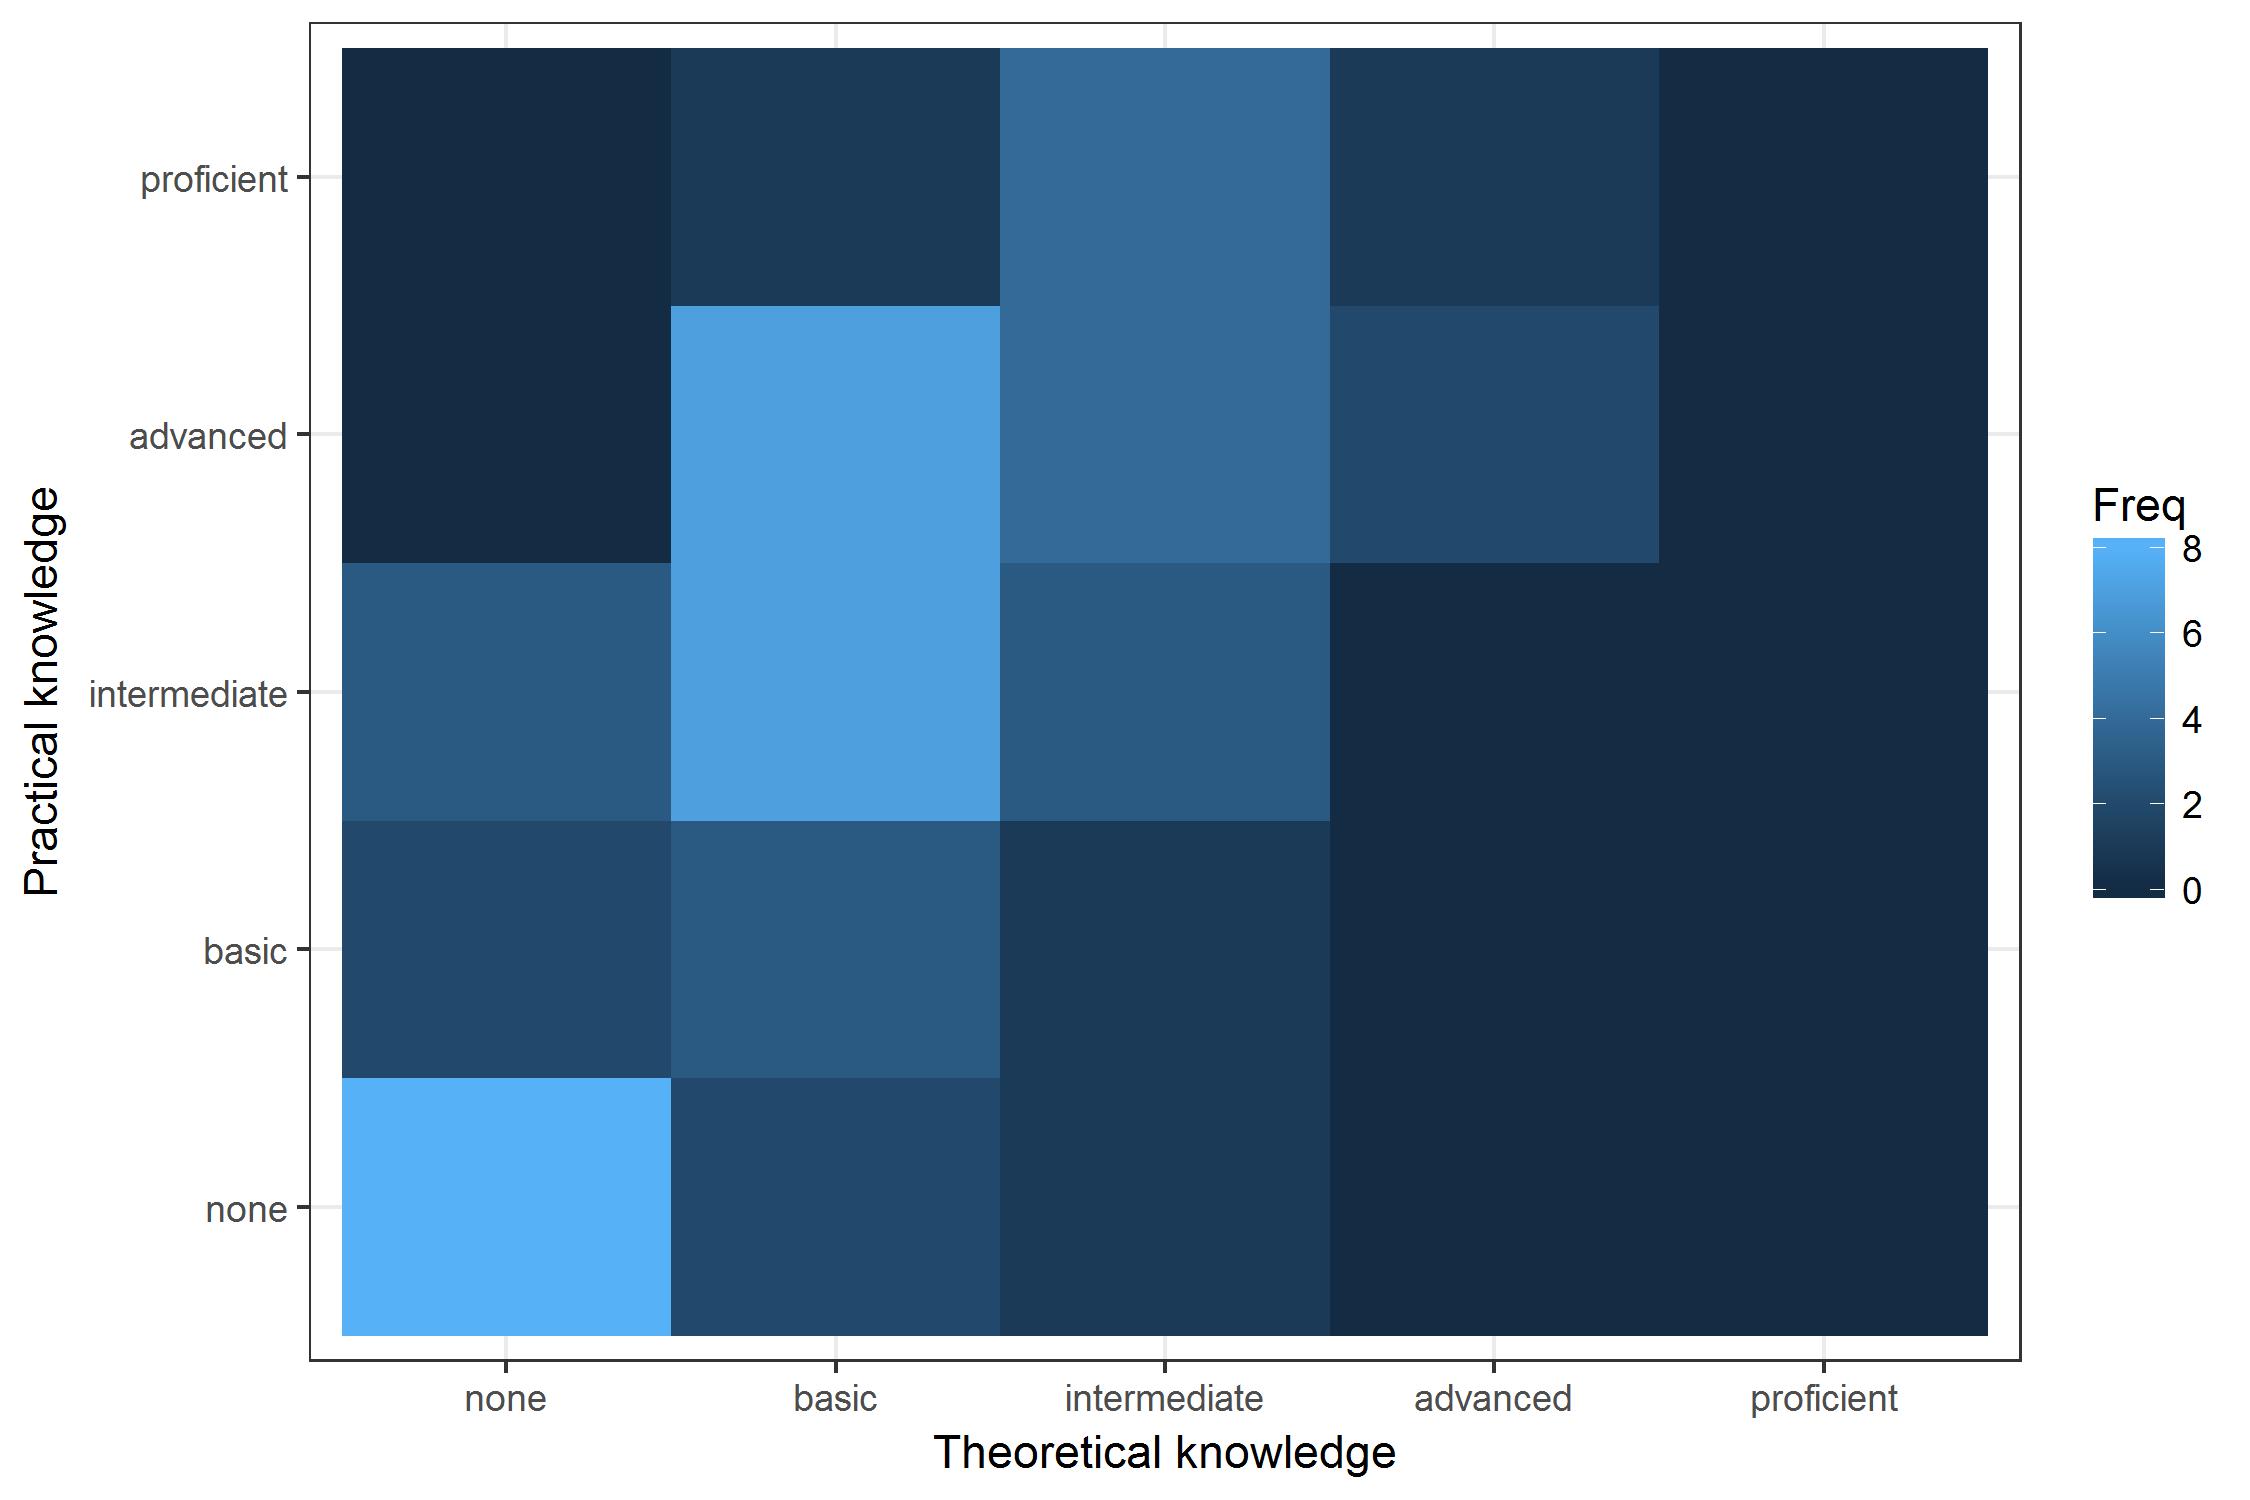 proficient
advanced
intermediate
basic
none
Practical knowledge
none basic intermediate advanced proficient
Theoretical knowledge
Freq
8
6
4
2
0